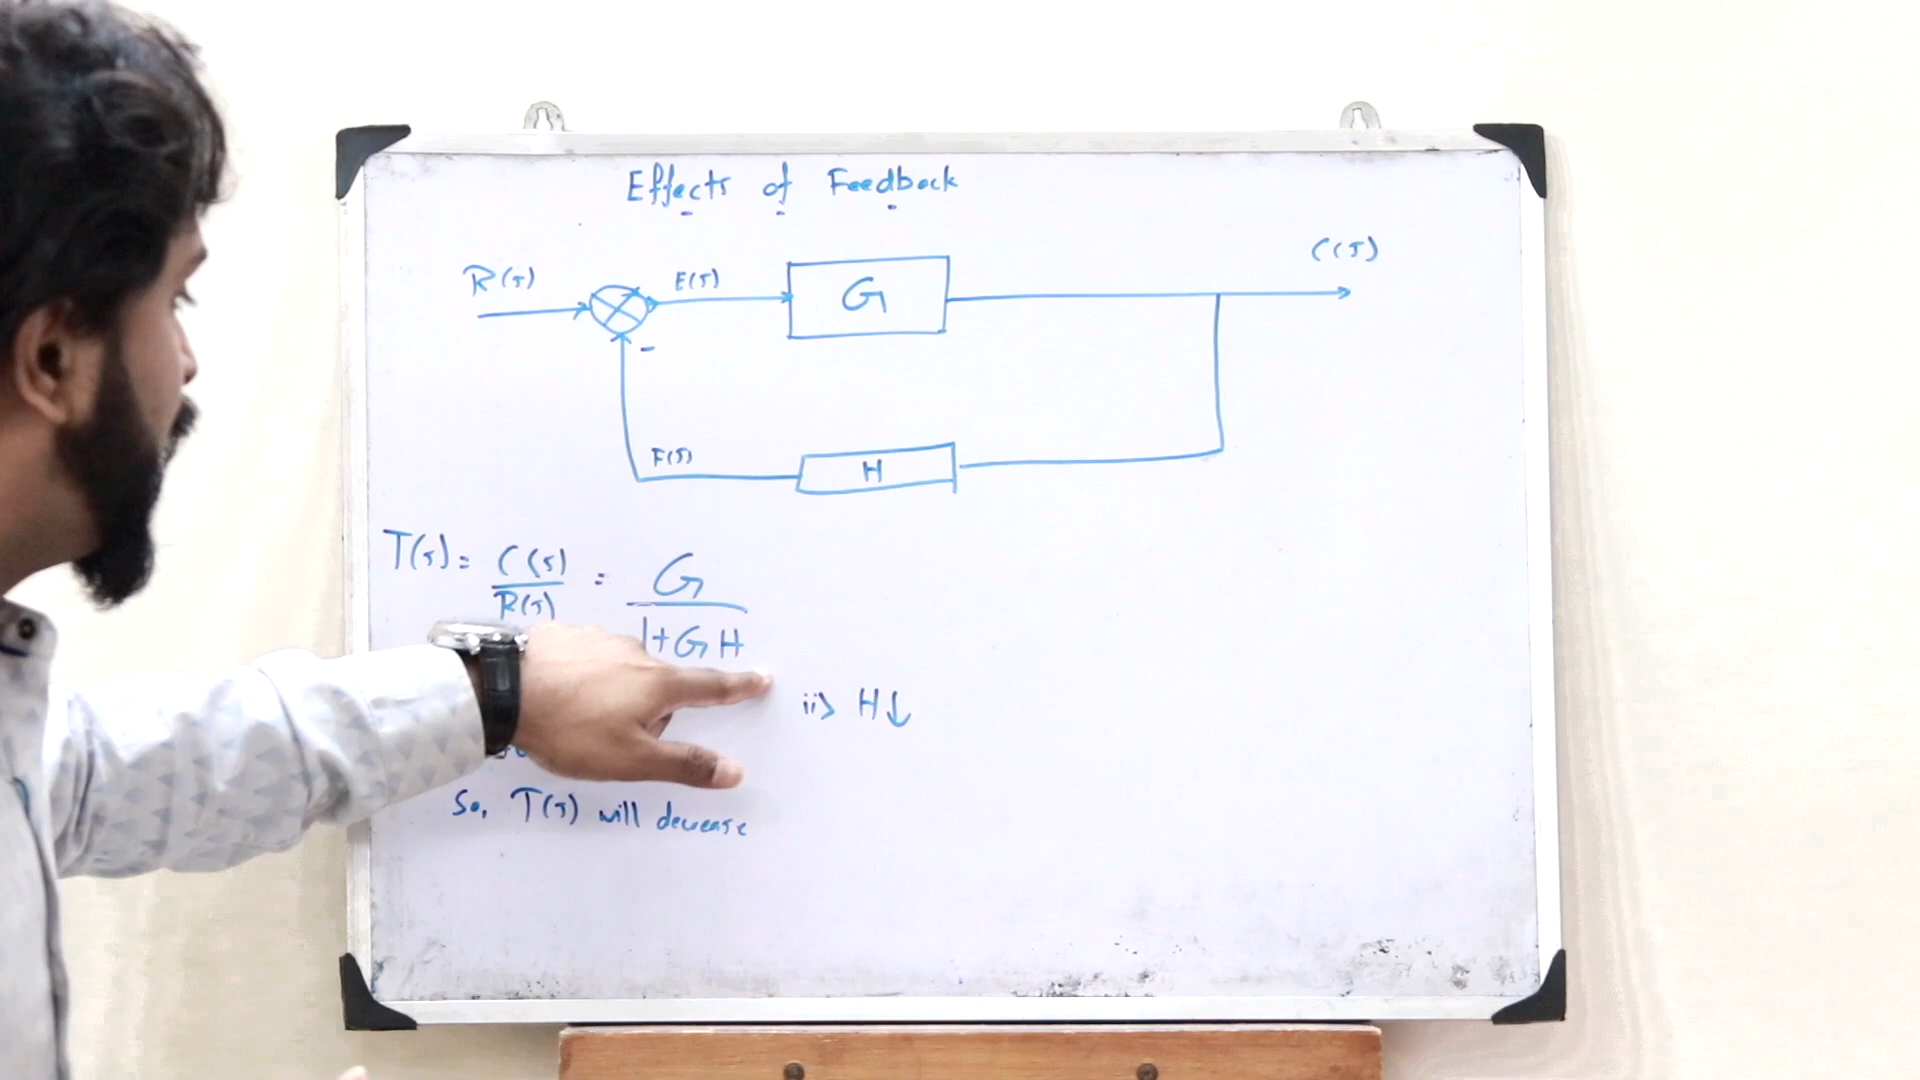 Effects of Feedback
R(s)
E(s)
G
C(s)
-
F(s)
H
T(s) = C(s) / R(s) = G / 1+GH
ii> H↓
So, T(s) will decrease